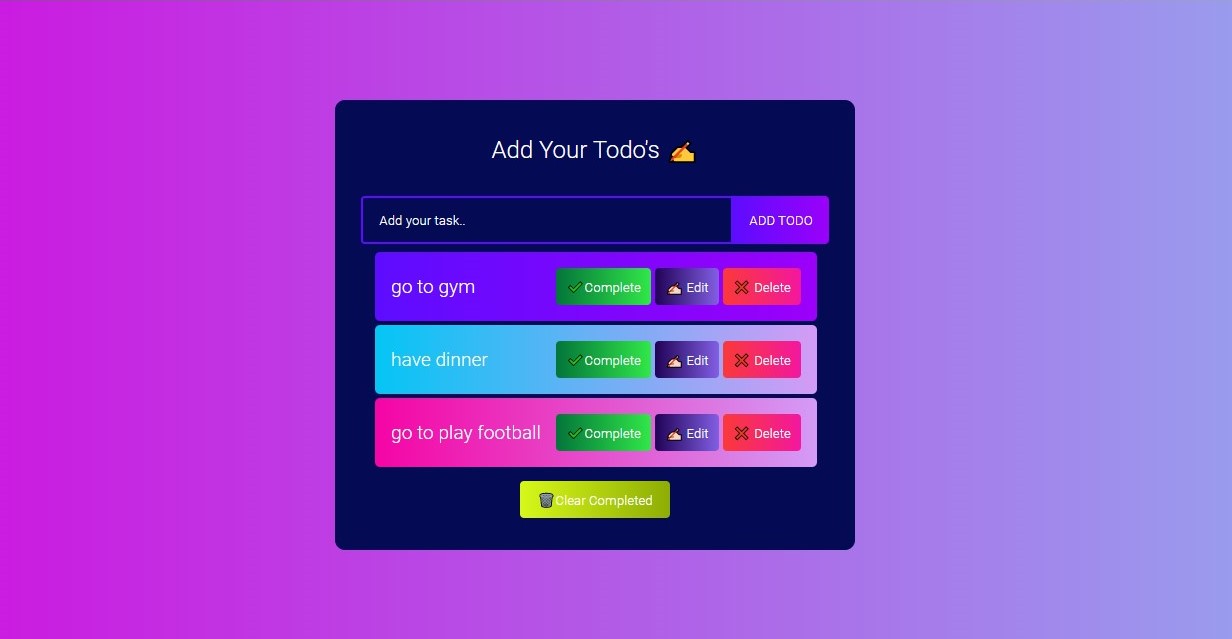 Add Your Todo's ✍️
Add your task.. ADD TODO
go to gym ✔Complete ✍ Edit ✖ Delete
have dinner ✔Complete ✍ Edit ✖ Delete
go to play football ✔Complete ✍ Edit ✖ Delete
🗑Clear Completed